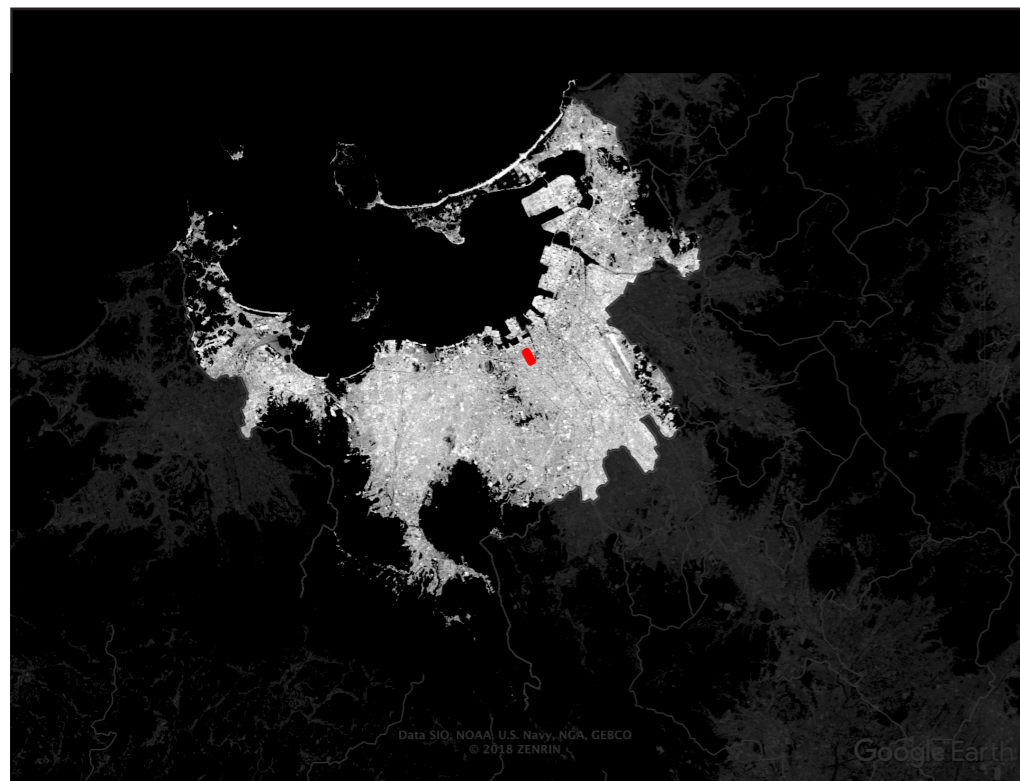 N
Data SIO, NOAA, U.S. Navy, NGA, GEBCO
© 2018 ZENRIN
Google Earth